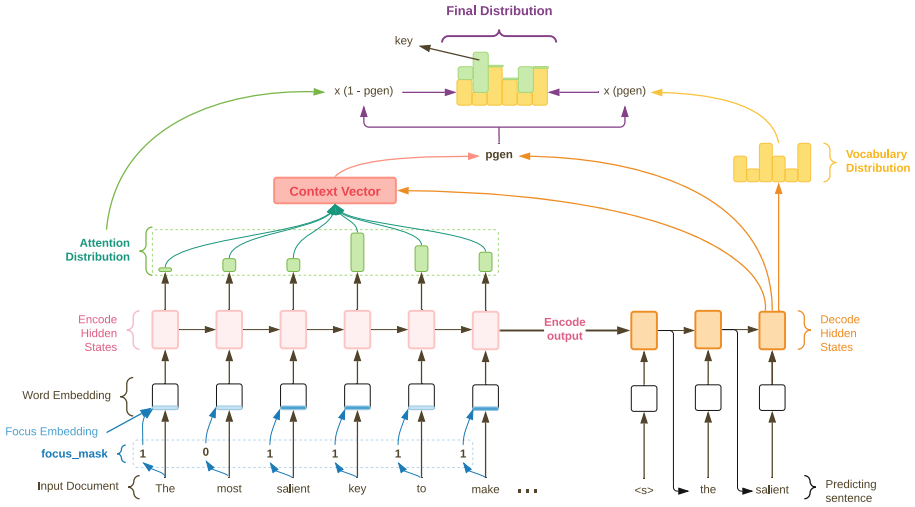 Final Distribution
key
x (1 - pgen)
x (pgen)
pgen
Vocabulary
Distribution
Context Vector
Attention
Distribution
Encode
Hidden
States
Encode
output
Decode
Hidden
States
Word Embedding
Focus Embedding
focus_mask
1 0 1 1 1 1
Input Document
The most salient key to make ...
<s> the salient
Predicting
sentence